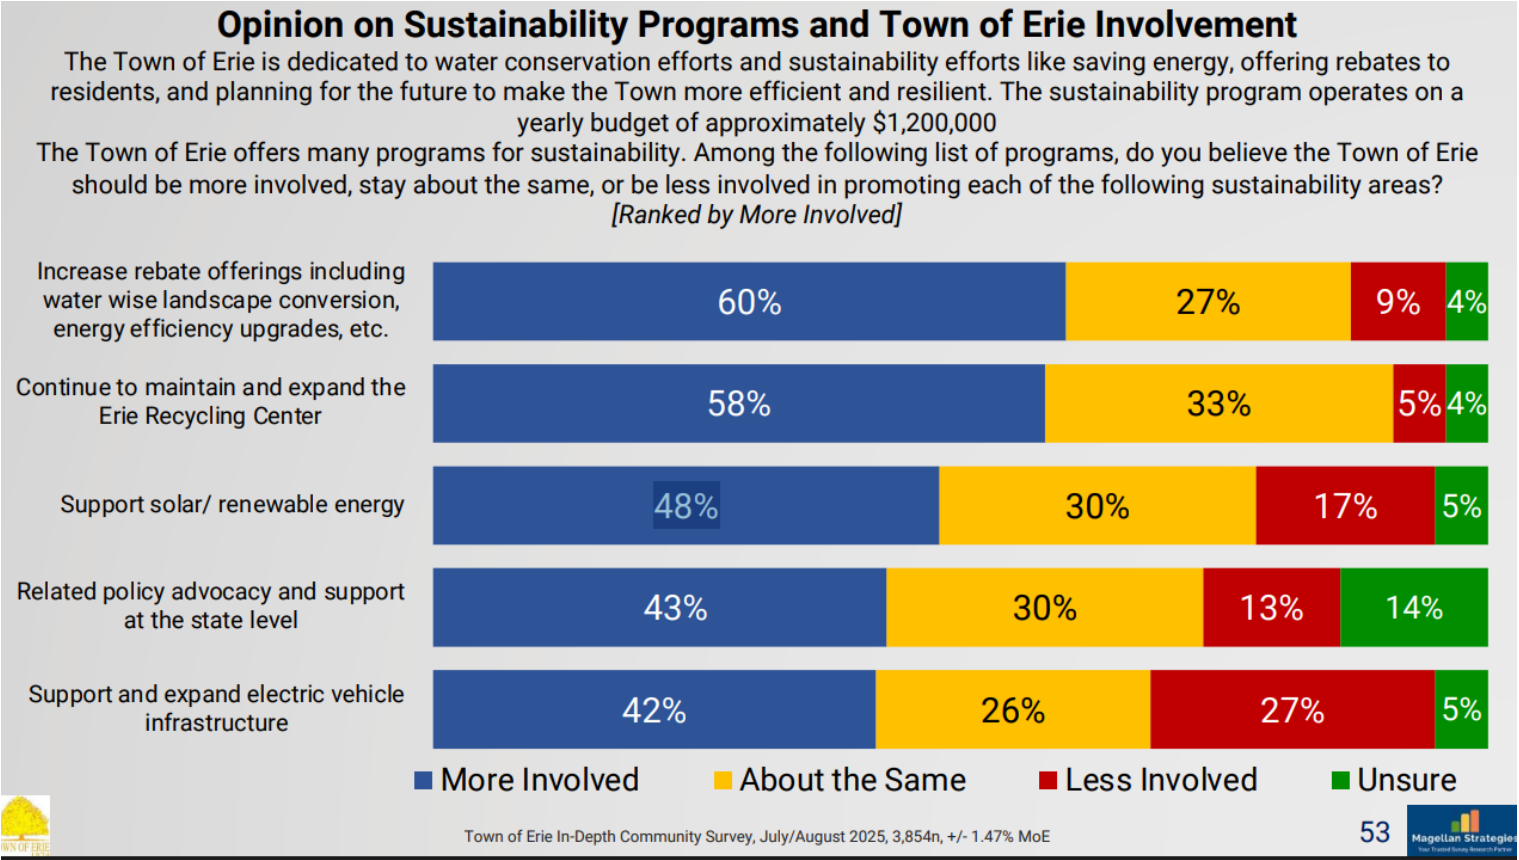 Opinion on Sustainability Programs and Town of Erie Involvement
The Town of Erie is dedicated to water conservation efforts and sustainability efforts like saving energy, offering rebates to
residents, and planning for the future to make the Town more efficient and resilient. The sustainability program operates on a
yearly budget of approximately $1,200,000
The Town of Erie offers many programs for sustainability. Among the following list of programs, do you believe the Town of Erie
should be more involved, stay about the same, or be less involved in promoting each of the following sustainability areas?
[Ranked by More Involved]
Increase rebate offerings including
water wise landscape conversion,
energy efficiency upgrades, etc.
60% 27% 9% 4%
Continue to maintain and expand the
Erie Recycling Center
58% 33% 5% 4%
Support solar/ renewable energy
48% 30% 17% 5%
Related policy advocacy and support
at the state level
43% 30% 13% 14%
Support and expand electric vehicle
infrastructure
42% 26% 27% 5%
More Involved About the Same Less Involved Unsure
OWN OF ERIE
Town of Erie In-Depth Community Survey, July/August 2025, 3,854n, +/- 1.47% MoE
53
Magellan Strategies
Your Trusted Survey Research Partner